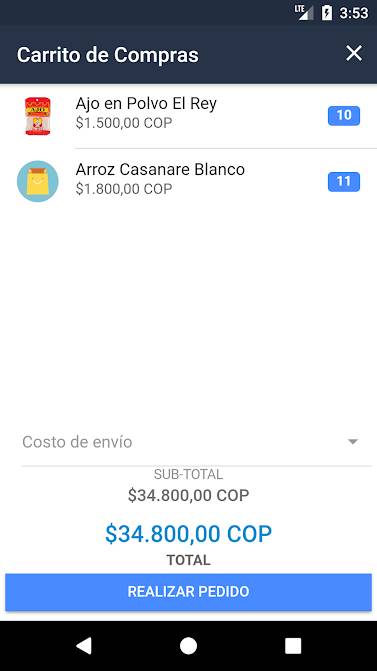 LTE 3:53
Carrito de Compras
Ajo en Polvo El Rey
$1.500,00 COP
10
Arroz Casanare Blanco
$1.800,00 COP
11
Costo de envío
SUB-TOTAL
$34.800,00 COP
$34.800,00 COP
TOTAL
REALIZAR PEDIDO